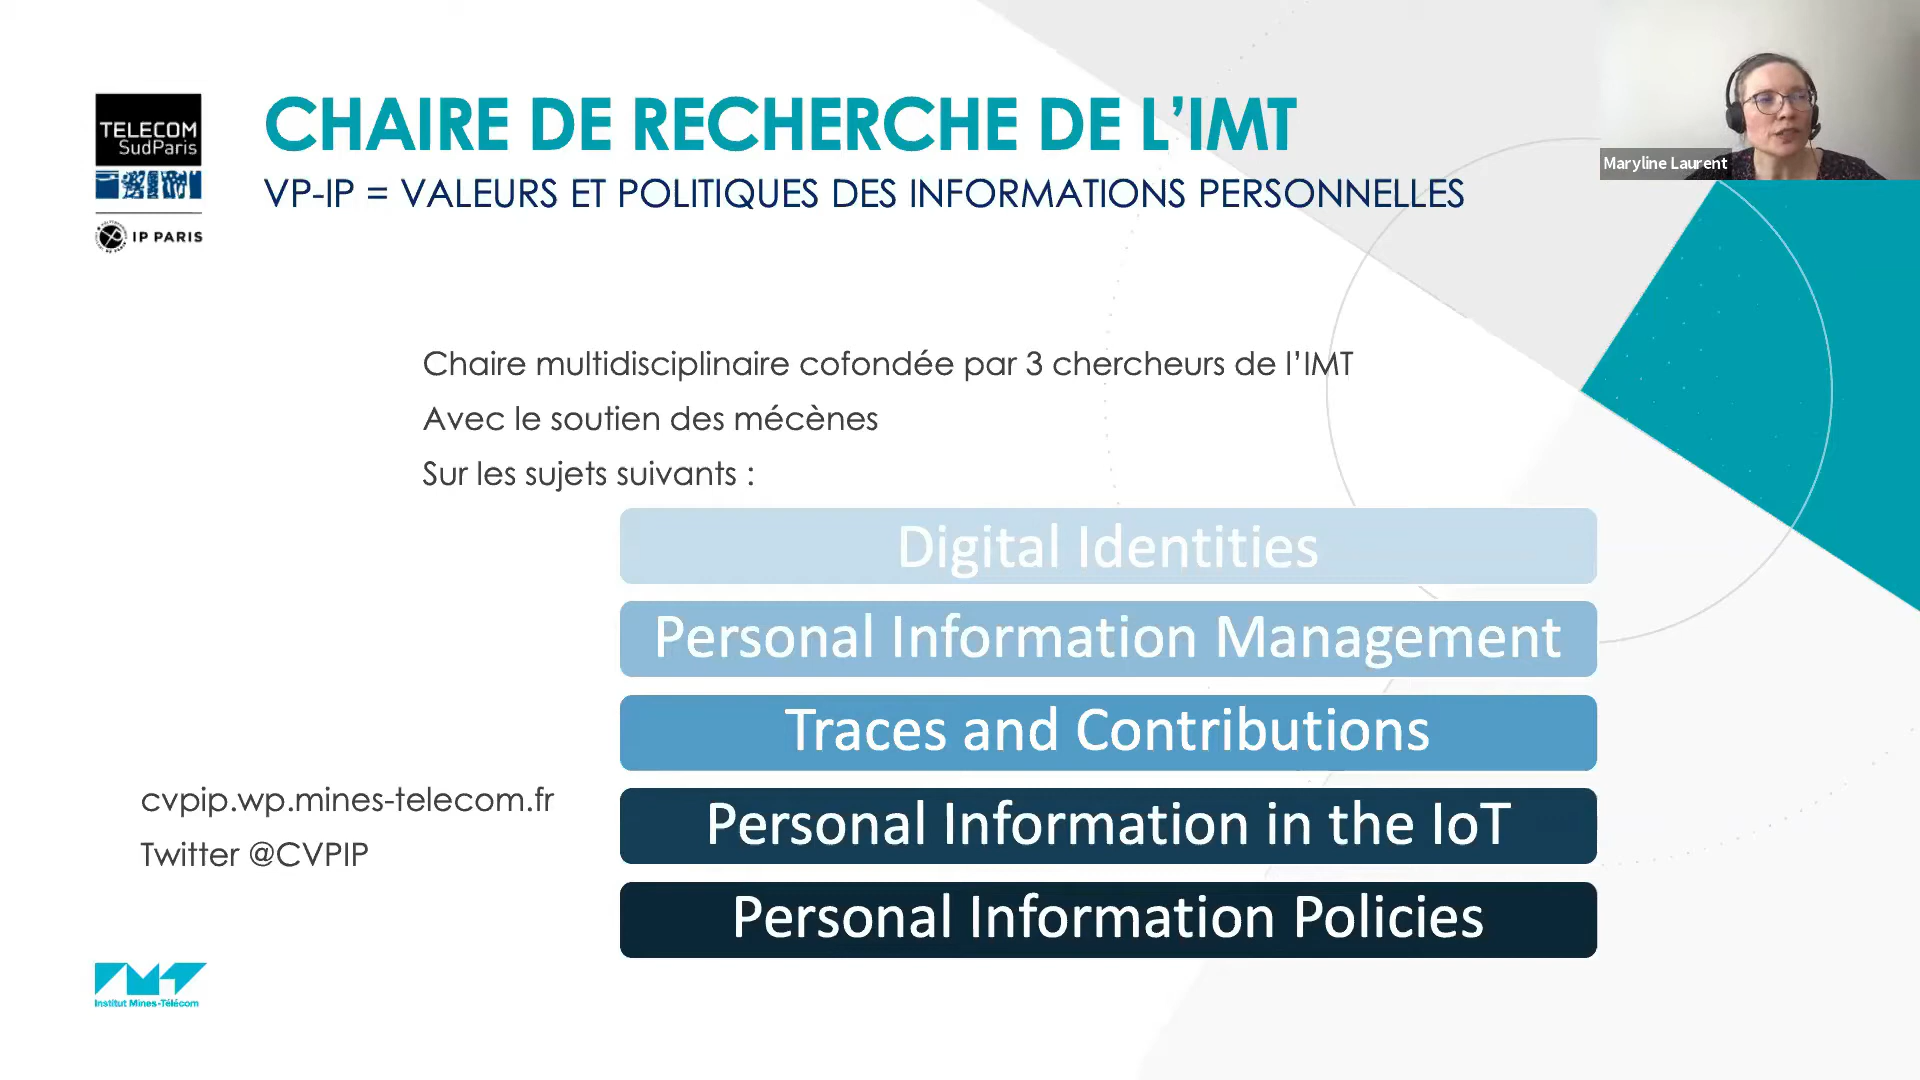 TELECOM
SudParis
IP PARIS
CHAIRE DE RECHERCHE DE L’IMT
VP-IP = VALEURS ET POLITIQUES DES INFORMATIONS PERSONNELLES
Maryline Laurent
Chaire multidisciplinaire cofondée par 3 chercheurs de l’IMT
Avec le soutien des mécènes
Sur les sujets suivants :
Digital Identities
Personal Information Management
Traces and Contributions
Personal Information in the IoT
Personal Information Policies
cvpip.wp.mines-telecom.fr
Twitter @CVPIP
IMT
Institut Mines-Télécom